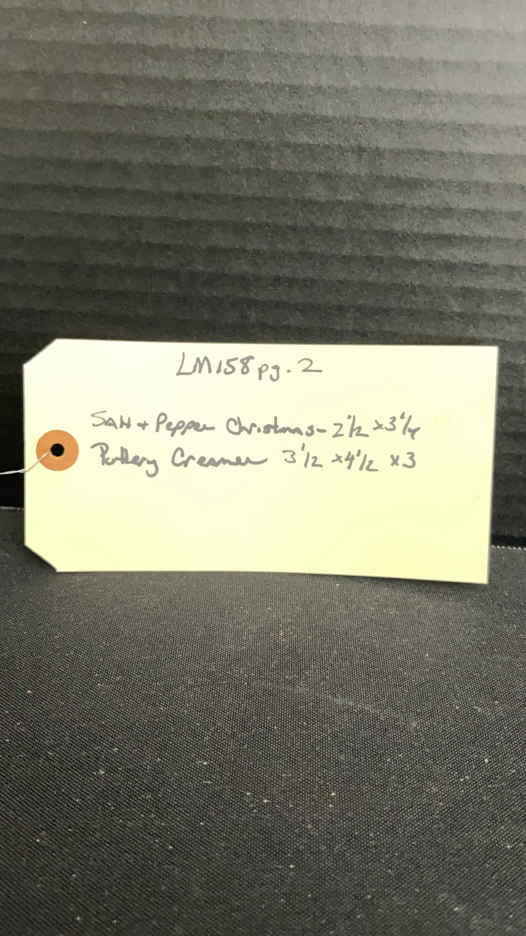 LM158 pg. 2
Salt + Pepper Christmas - 2 1/2 x 3 1/4
Pottery Creamer 3 1/2 x 4 1/2 x 3